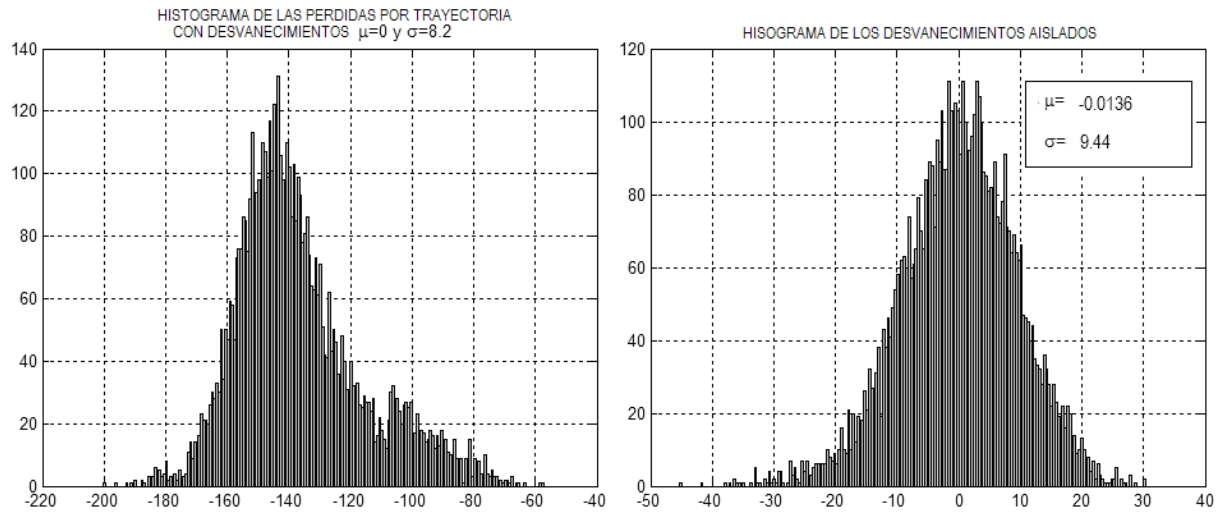 HISTOGRAMA DE LAS PERDIDAS POR TRAYECTORIA
CON DESVANECIMIENTOS μ=0 y σ=8.2
140
120
100
80
60
40
20
0
-220 -200 -180 -160 -140 -120 -100 -80 -60 -40
HISOGRAMA DE LOS DESVANECIMIENTOS AISLADOS
μ= -0.0136
σ= 9.44
120
100
80
60
40
20
0
-50 -40 -30 -20 -10 0 10 20 30 40